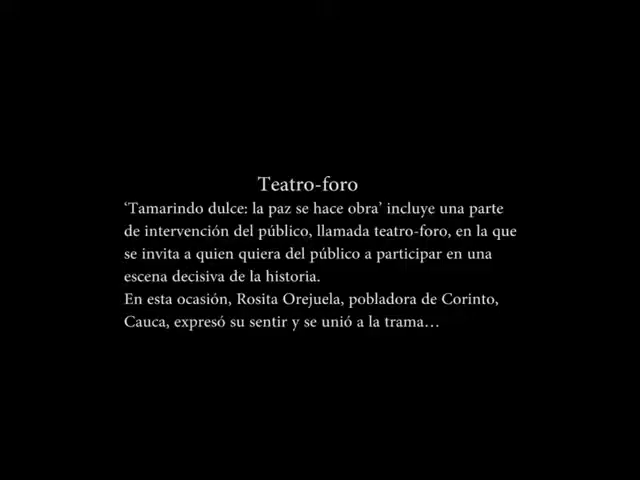 Teatro-foro
‘Tamarindo dulce: la paz se hace obra’ incluye una parte
de intervención del público, llamada teatro-foro, en la que
se invita a quien quiera del público a participar en una
escena decisiva de la historia.
En esta ocasión, Rosita Orejuela, pobladora de Corinto,
Cauca, expresó su sentir y se unió a la trama…